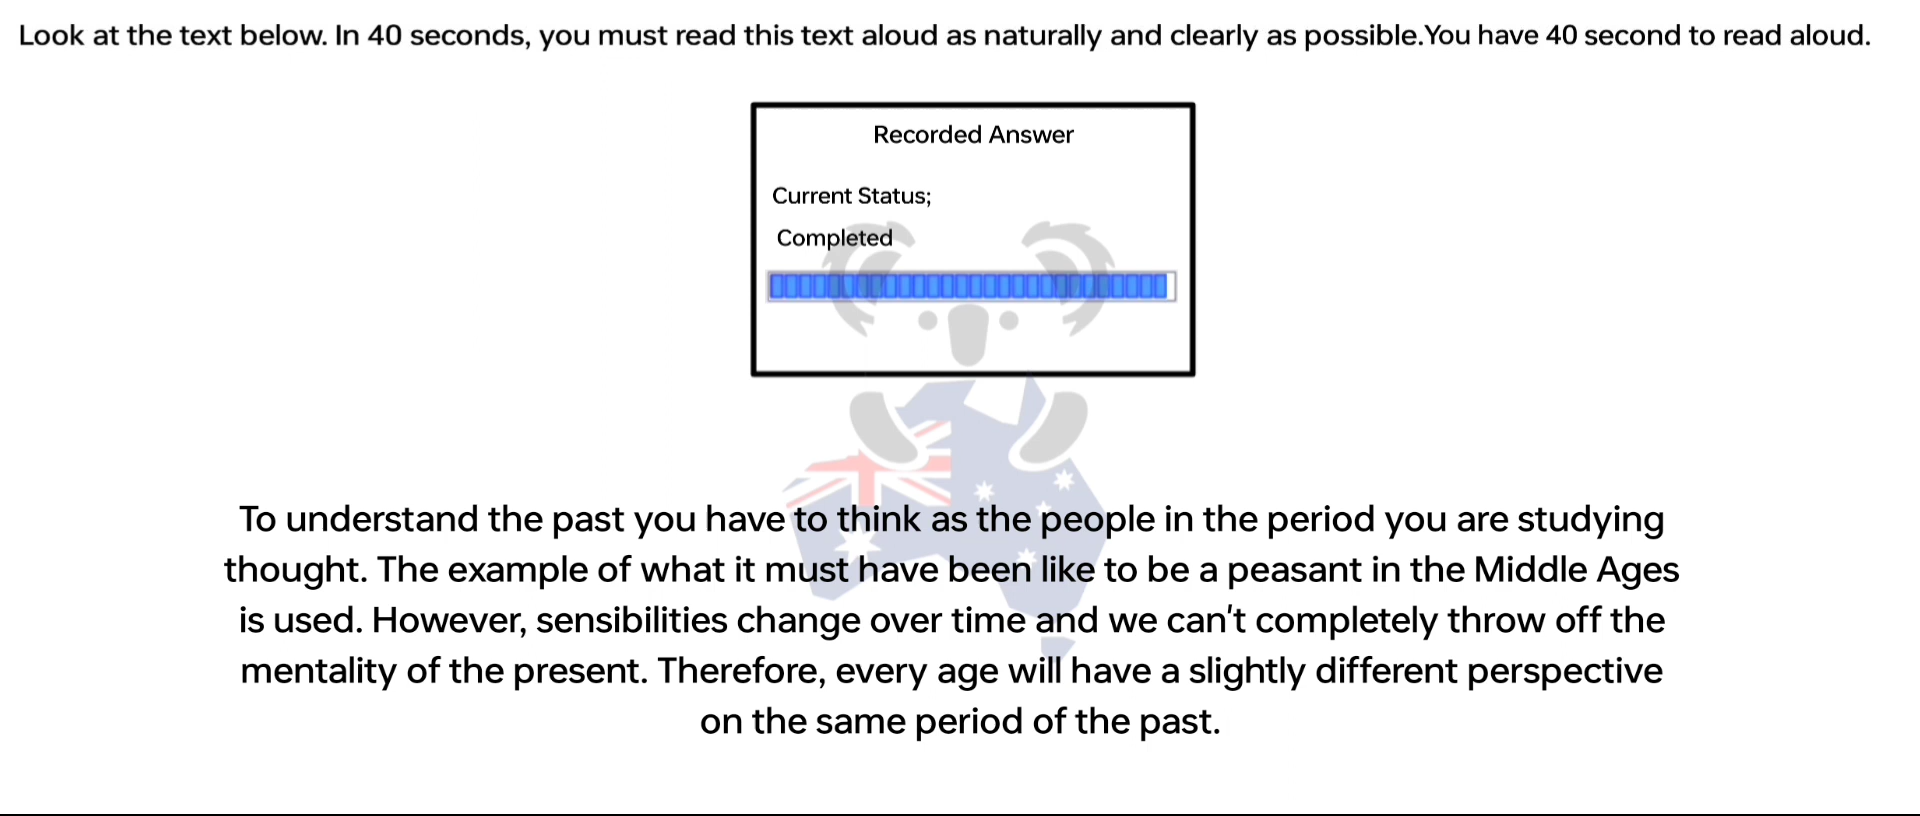 Look at the text below. In 40 seconds, you must read this text aloud as naturally and clearly as possible.You have 40 second to read aloud.
Recorded Answer
Current Status;
Completed
To understand the past you have to think as the people in the period you are studying
thought. The example of what it must have been like to be a peasant in the Middle Ages
is used. However, sensibilities change over time and we can't completely throw off the
mentality of the present. Therefore, every age will have a slightly different perspective
on the same period of the past.